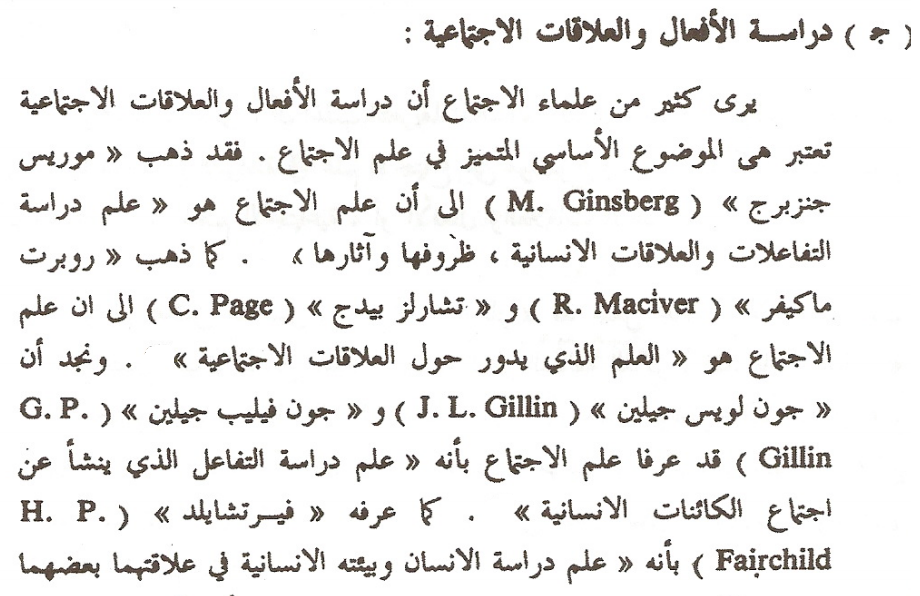 ( جـ ) دراســة الأفعال والعلاقات الاجتماعية :
يرى كثير من علماء الاجتماع أن دراسة الأفعال والعلاقات الاجتماعية
تعتبر هى الموضوع الأساسي المتميز في علم الاجتماع . فقد ذهب « موريس
جنزبرج » ( M. Ginsberg ) الى أن علم الاجتماع هو « علم دراسة
التفاعلات والعلاقات الانسانية ، ظروفها وآثارها » . كما ذهب « روبرت
ماكيفر » ( R. Maciver ) و « تشارلز بيدج » ( C. Page ) الى ان علم
الاجتماع هو « العلم الذي يدور حول العلاقات الاجتماعية » . ونجد أن
« جون لويس جيلين » ( J. L. Gillin ) و « جون فيليب جيلين » ( G. P.
Gillin ) قد عرفا علم الاجتماع بأنه « علم دراسة التفاعل الذي ينشأ عن
اجتماع الكائنات الانسانية » . كما عرفه « فيــرتشايلد » ( H. P.
Fairchild ) بأنه « علم دراسة الانسان وبيئته الانسانية في علاقتهما بعضهما